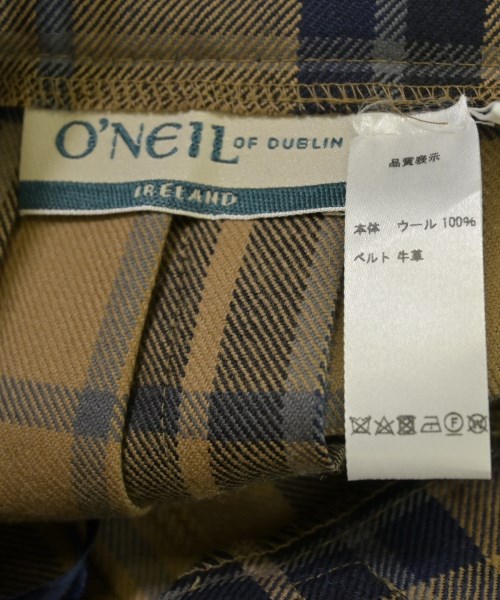 O'NEIL OF DUBLIN
IRELAND
品質表示
本体 ウール 100%
ベルト 牛革